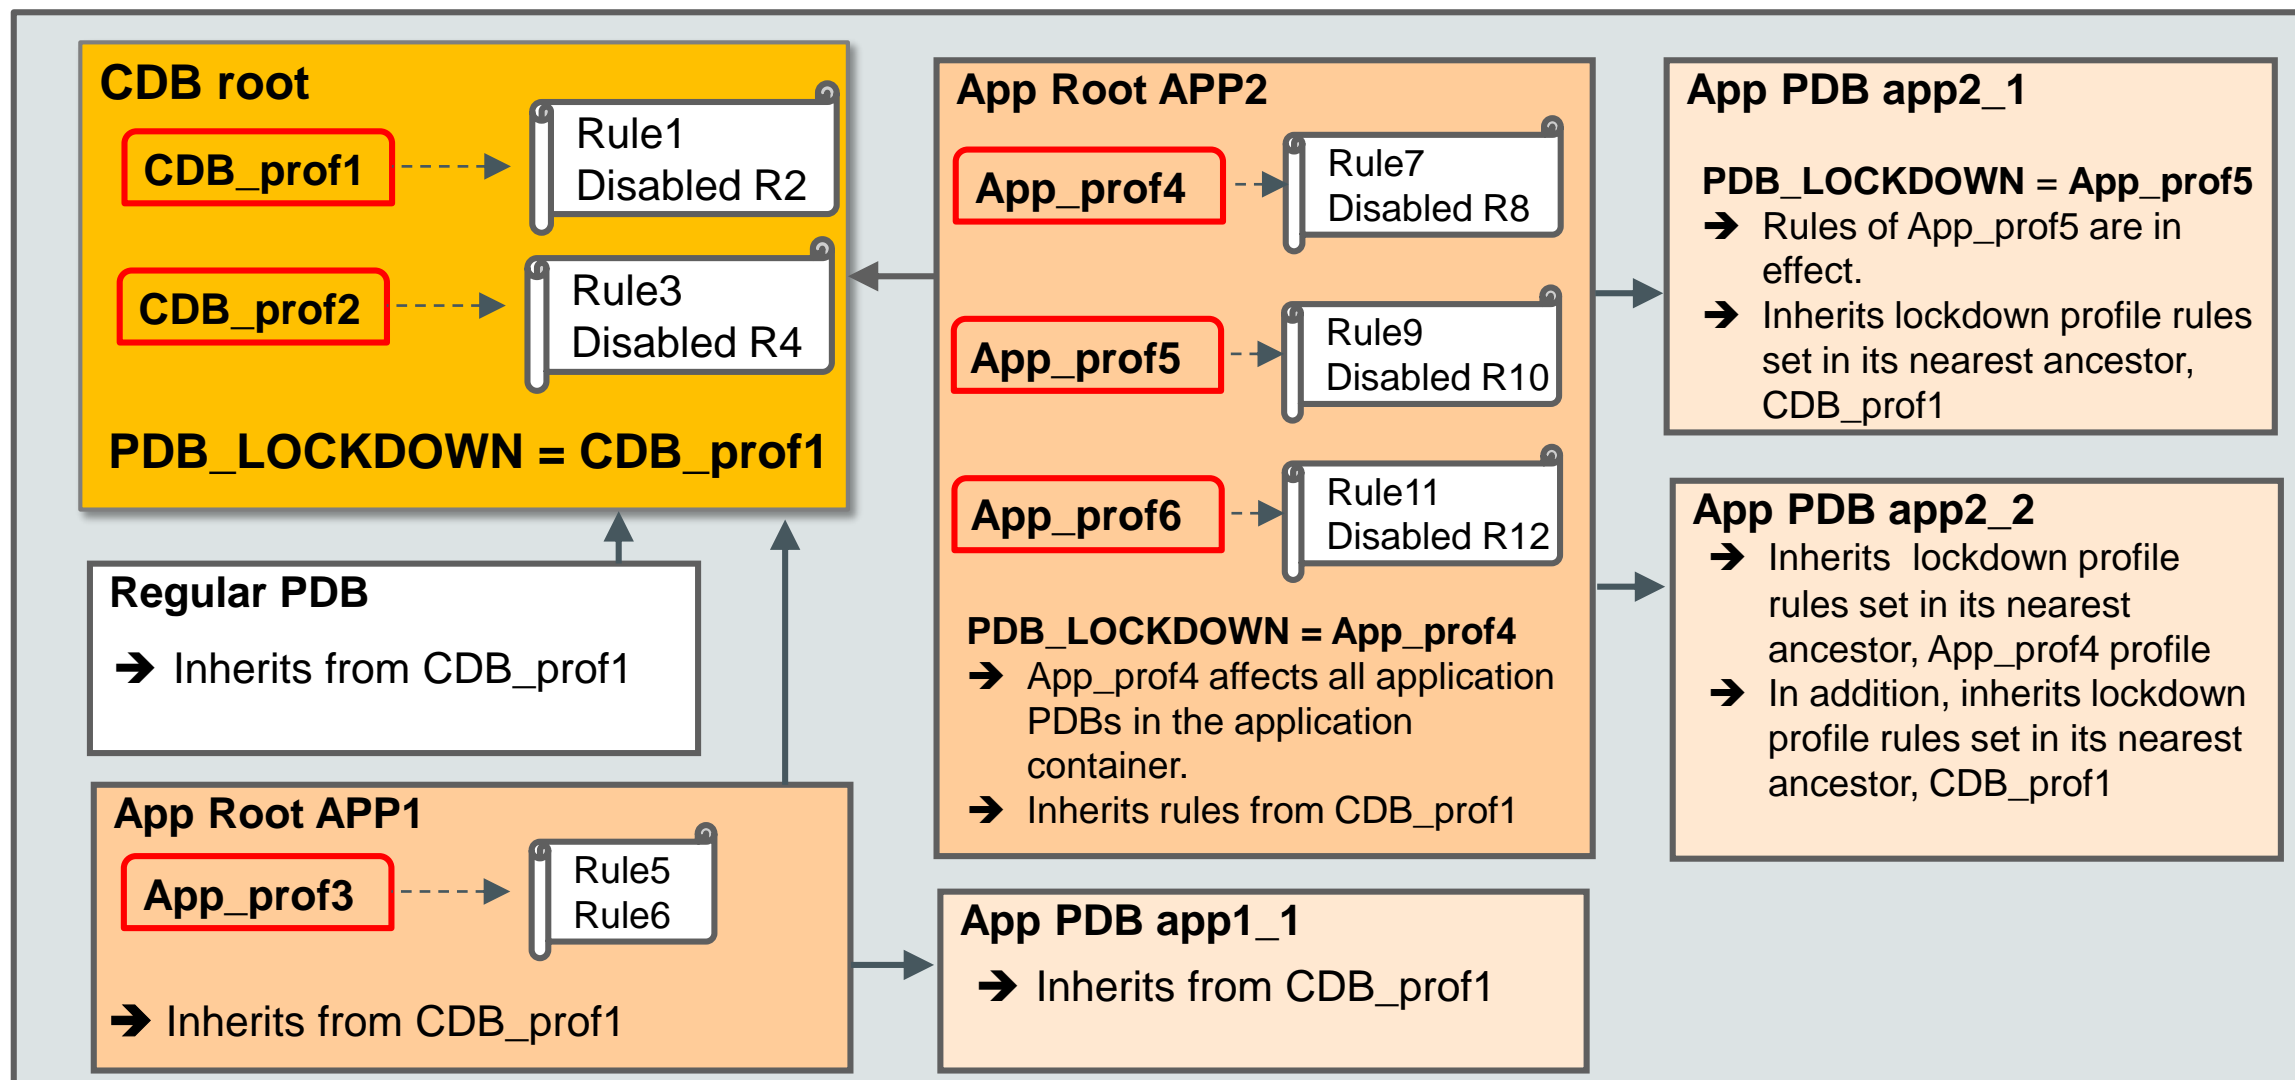 CDB root
CDB_prof1
Rule1
Disabled R2
CDB_prof2
Rule3
Disabled R4
PDB_LOCKDOWN = CDB_prof1
Regular PDB
➔ Inherits from CDB_prof1
App Root APP1
App_prof3
Rule5
Rule6
➔ Inherits from CDB_prof1
App Root APP2
App_prof4
Rule7
Disabled R8
App_prof5
Rule9
Disabled R10
App_prof6
Rule11
Disabled R12
PDB_LOCKDOWN = App_prof4
➔ App_prof4 affects all application
PDBs in the application
container.
➔ Inherits rules from CDB_prof1
App PDB app1_1
➔ Inherits from CDB_prof1
App PDB app2_1
PDB_LOCKDOWN = App_prof5
➔ Rules of App_prof5 are in
effect.
➔ Inherits lockdown profile rules
set in its nearest ancestor,
CDB_prof1
App PDB app2_2
➔ Inherits lockdown profile
rules set in its nearest
ancestor, App_prof4 profile
➔ In addition, inherits lockdown
profile rules set in its nearest
ancestor, CDB_prof1